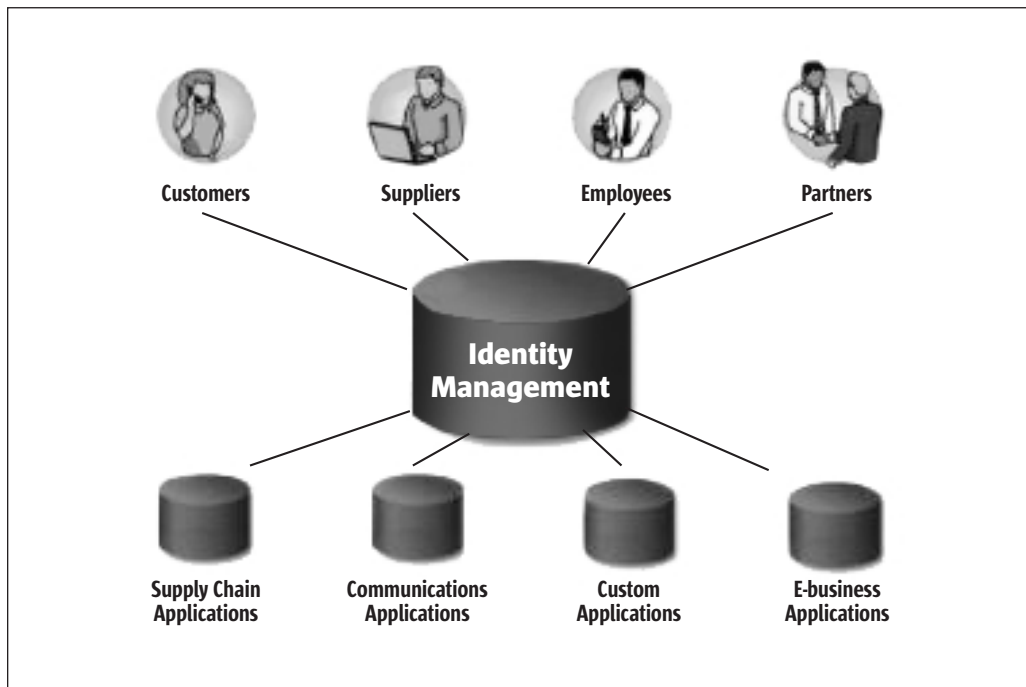 Customers
Suppliers
Employees
Partners
Identity
Management
Supply Chain
Applications
Communications
Applications
Custom
Applications
E-business
Applications